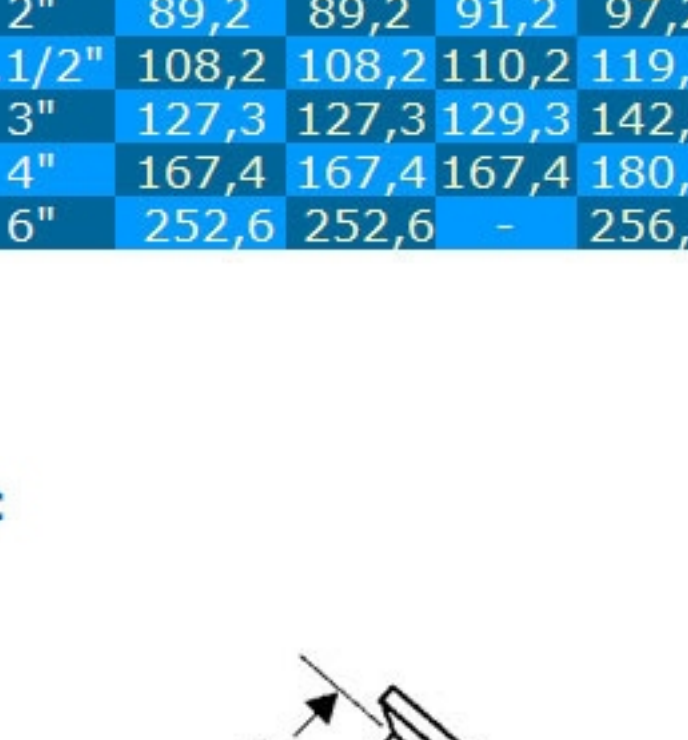 2" 89,2 89,2 91,2 97,2
1/2" 108,2 108,2 110,2 119,
3" 127,3 127,3 129,3 142,
4" 167,4 167,4 167,4 180,
6" 252,6 252,6 - 256,
: